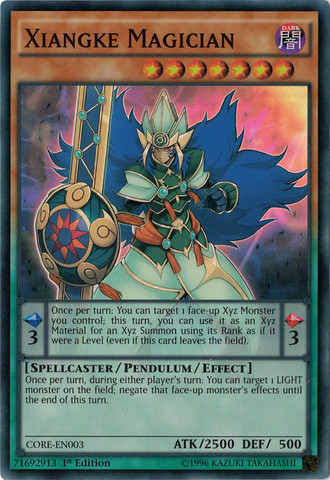 Xiangke Magician
DARK
闇
Once per turn: You can target 1 face-up Xyz Monster
you control; this turn, you can use it as an Xyz
Material for an Xyz Summon using its Rank as if it
were a Level (even if this card leaves the field).
3
3
[Spellcaster / Pendulum / Effect]
Once per turn, during either player's turn: You can target 1 LIGHT
monster on the field; negate that face-up monster's effects until
the end of this turn.
CORE-EN003
ATK/2500 DEF/ 500
71692913 1st Edition
©1996 KAZUKI TAKAHASHI